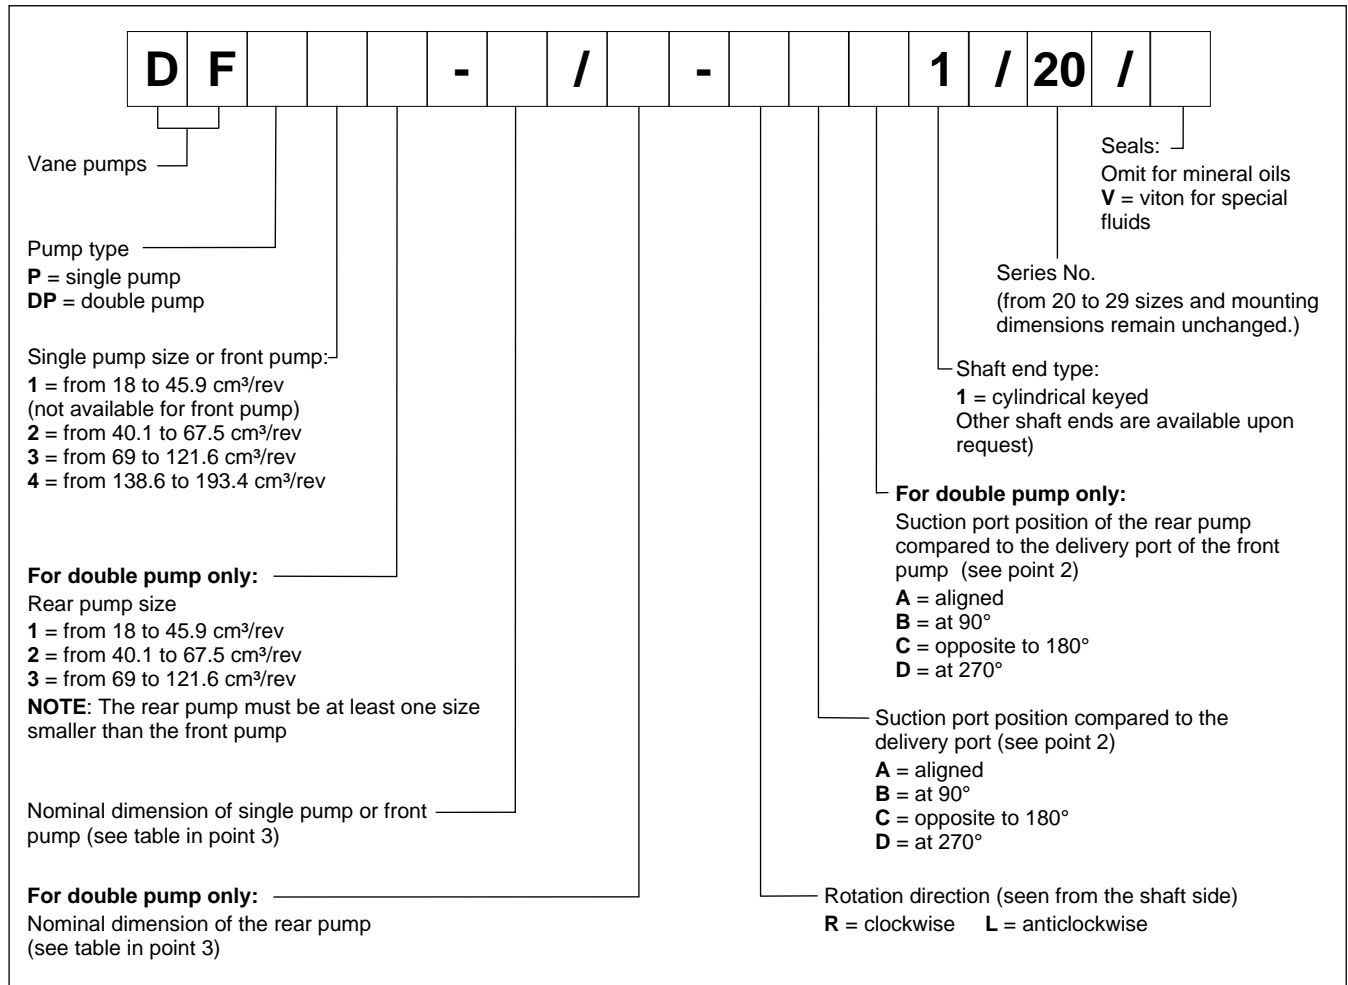 D F - / - 1 / 20 /
Vane pumps
Pump type
P = single pump
DP = double pump
Single pump size or front pump:
1 = from 18 to 45.9 cm³/rev
(not available for front pump)
2 = from 40.1 to 67.5 cm³/rev
3 = from 69 to 121.6 cm³/rev
4 = from 138.6 to 193.4 cm³/rev
For double pump only:
Rear pump size
1 = from 18 to 45.9 cm³/rev
2 = from 40.1 to 67.5 cm³/rev
3 = from 69 to 121.6 cm³/rev
NOTE: The rear pump must be at least one size
smaller than the front pump
Nominal dimension of single pump or front
pump (see table in point 3)
For double pump only:
Nominal dimension of the rear pump
(see table in point 3)
Seals:
Omit for mineral oils
V = viton for special
fluids
Series No.
(from 20 to 29 sizes and mounting
dimensions remain unchanged.)
Shaft end type:
1 = cylindrical keyed
Other shaft ends are available upon
request)
For double pump only:
Suction port position of the rear pump
compared to the delivery port of the front
pump (see point 2)
A = aligned
B = at 90°
C = opposite to 180°
D = at 270°
Suction port position compared to the
delivery port (see point 2)
A = aligned
B = at 90°
C = opposite to 180°
D = at 270°
Rotation direction (seen from the shaft side)
R = clockwise L = anticlockwise